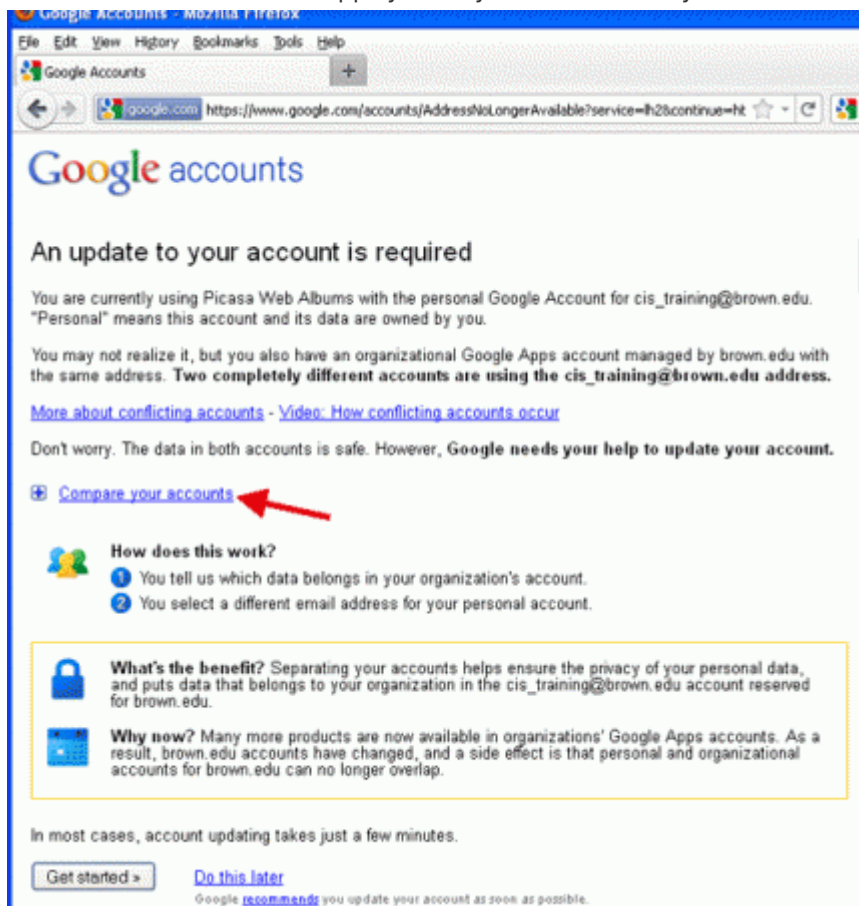 Google Accounts - Mozilla Firefox
File Edit View History Bookmarks Tools Help
Google Accounts +
google.com https://www.google.com/accounts/AddressNoLongerAvailable?service=lh2&continue=ht
Google accounts
An update to your account is required
You are currently using Picasa Web Albums with the personal Google Account for cis_training@brown.edu.
"Personal" means this account and its data are owned by you.
You may not realize it, but you also have an organizational Google Apps account managed by brown.edu with
the same address. Two completely different accounts are using the cis_training@brown.edu address.
More about conflicting accounts - Video: How conflicting accounts occur
Don't worry. The data in both accounts is safe. However, Google needs your help to update your account.
Compare your accounts
How does this work?
1 You tell us which data belongs in your organization's account.
2 You select a different email address for your personal account.
What's the benefit? Separating your accounts helps ensure the privacy of your personal data,
and puts data that belongs to your organization in the cis_training@brown.edu account reserved
for brown.edu.
Why now? Many more products are now available in organizations' Google Apps accounts. As a
result, brown.edu accounts have changed, and a side effect is that personal and organizational
accounts for brown.edu can no longer overlap.
In most cases, account updating takes just a few minutes.
Get started » Do this later
Google recommends you update your account as soon as possible.